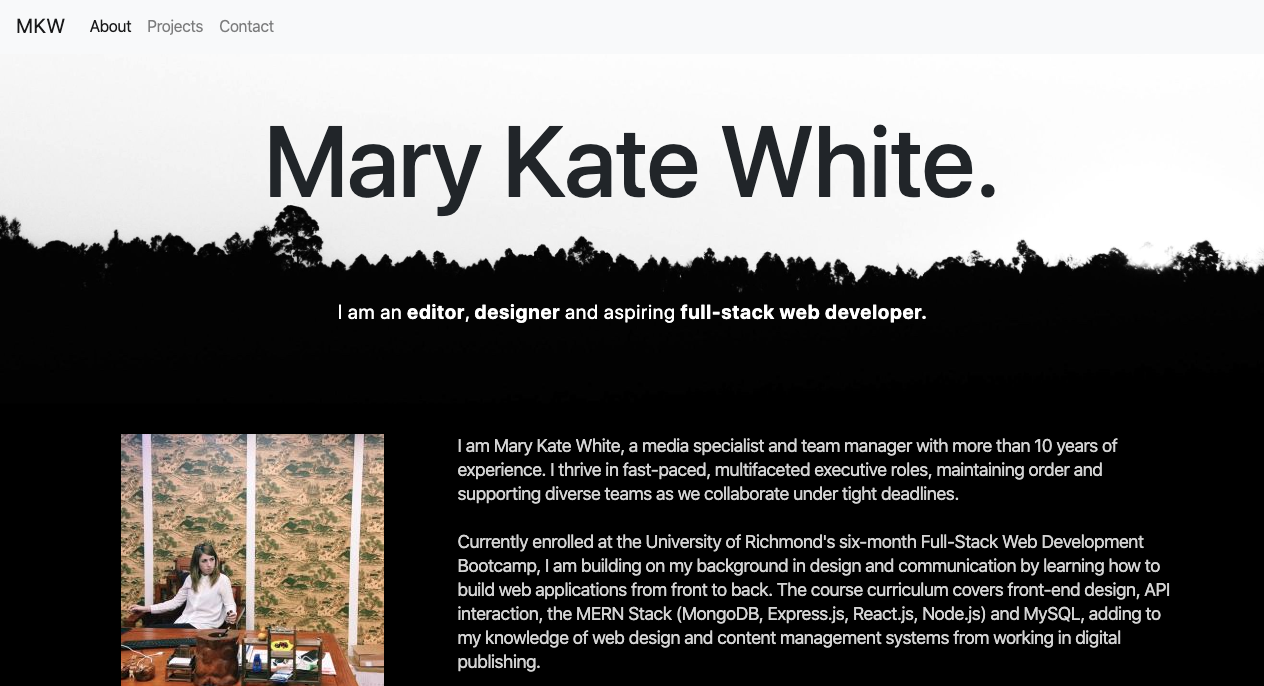 MKW About Projects Contact
Mary Kate White.
I am an editor, designer and aspiring full-stack web developer.
I am Mary Kate White, a media specialist and team manager with more than 10 years of
experience. I thrive in fast-paced, multifaceted executive roles, maintaining order and
supporting diverse teams as we collaborate under tight deadlines.
Currently enrolled at the University of Richmond's six-month Full-Stack Web Development
Bootcamp, I am building on my background in design and communication by learning how to
build web applications from front to back. The course curriculum covers front-end design, API
interaction, the MERN Stack (MongoDB, Express.js, React.js, Node.js) and MySQL, adding to
my knowledge of web design and content management systems from working in digital
publishing.